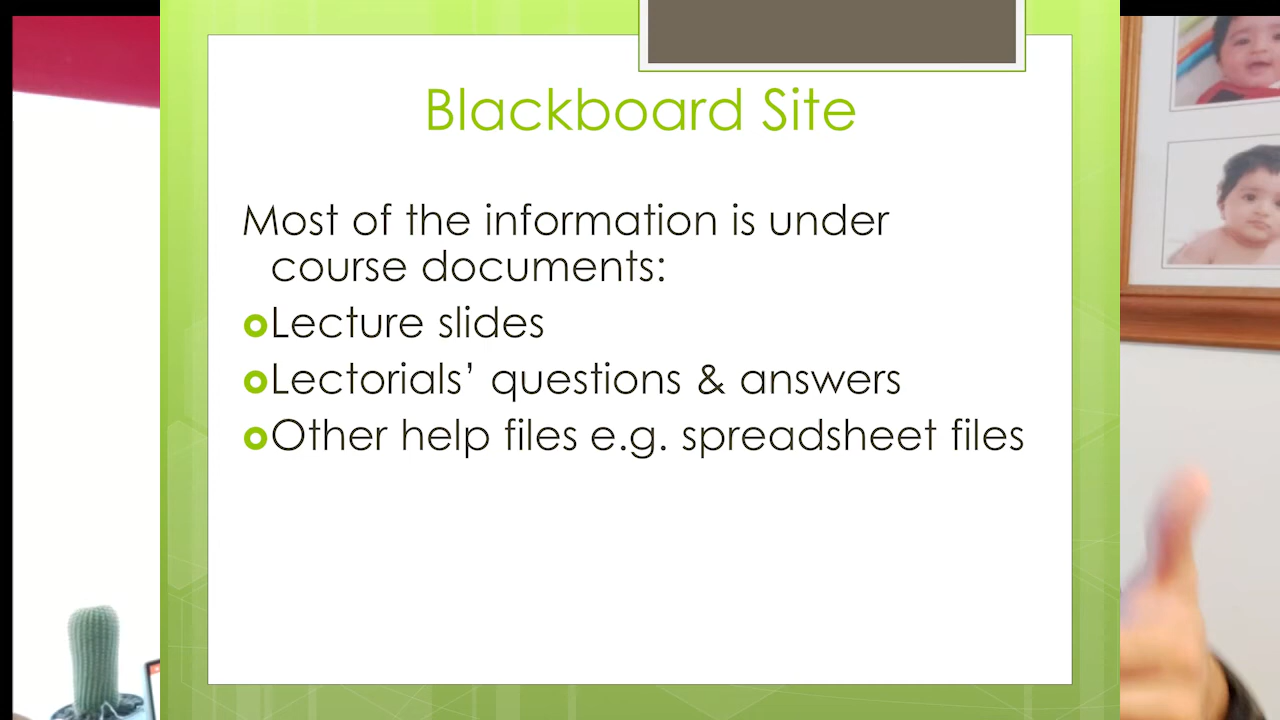 Blackboard Site
Most of the information is under
course documents:
Lecture slides
Lectorials’ questions & answers
Other help files e.g. spreadsheet files